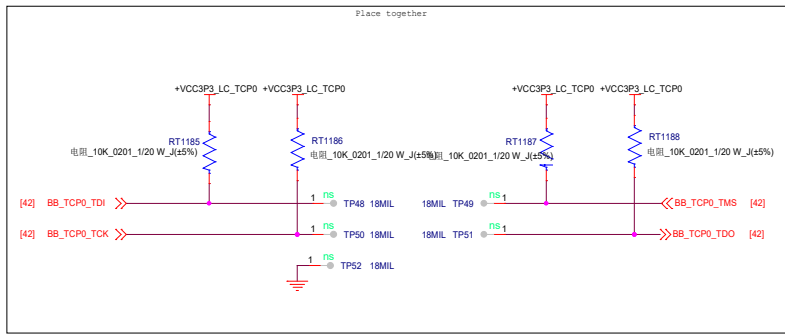 Place together
+VCC3P3_LC_TCP0 +VCC3P3_LC_TCP0 +VCC3P3_LC_TCP0 +VCC3P3_LC_TCP0
RT1185 RT1186 RT1187 RT1188
电阻_10K_0201_1/20 W_J(±5%) 电阻_10K_0201_1/20 W_J(±5%) 电阻_10K_0201_1/20 W_J(±5%) 电阻_10K_0201_1/20 W_J(±5%)
[42] BB_TCP0_TDI 1 ns TP48 18MIL 18MIL TP49 ns 1 BB_TCP0_TMS [42]
[42] BB_TCP0_TCK 1 ns TP50 18MIL 18MIL TP51 ns 1 BB_TCP0_TDO [42]
1 ns TP52 18MIL